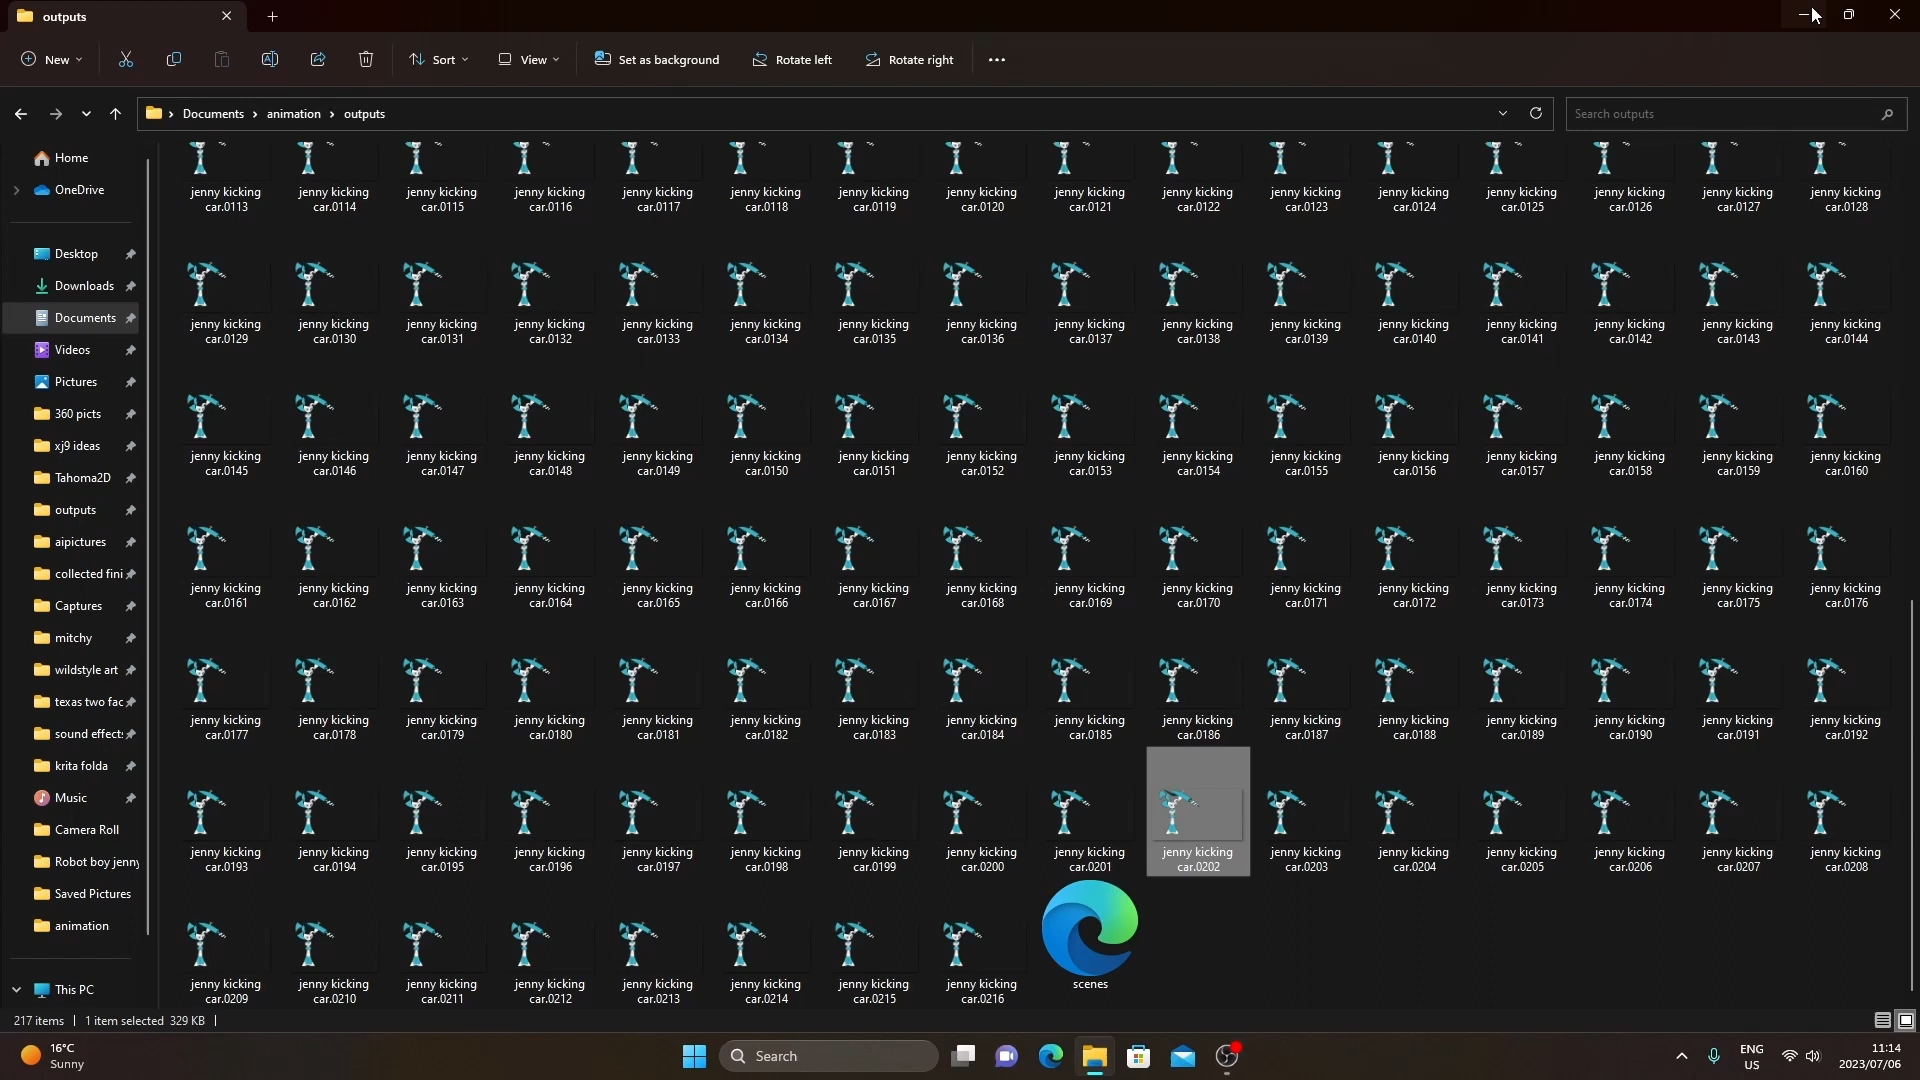 outputs
New
Sort
View
Set as background
Rotate left
Rotate right
Documents
animation
outputs
Search outputs
Home
OneDrive
Desktop
Downloads
Documents
Videos
Pictures
360 picts
xj9 ideas
Tahoma2D
outputs
aipictures
collected fini
Captures
mitchy
wildstyle art
texas two fac
sound effect:
krita folda
Music
Camera Roll
Robot boy jenny
Saved Pictures
animation
This PC
jenny kicking jenny kicking jenny kicking jenny kicking jenny kicking jenny kicking jenny kicking jenny kicking jenny kicking jenny kicking jenny kicking jenny kicking jenny kicking jenny kicking jenny kicking jenny kicking
car.0113 car.0114 car.0115 car.0116 car.0117 car.0118 car.0119 car.0120 car.0121 car.0122 car.0123 car.0124 car.0125 car.0126 car.0127 car.0128
jenny kicking jenny kicking jenny kicking jenny kicking jenny kicking jenny kicking jenny kicking jenny kicking jenny kicking jenny kicking jenny kicking jenny kicking jenny kicking jenny kicking jenny kicking jenny kicking
car.0129 car.0130 car.0131 car.0132 car.0133 car.0134 car.0135 car.0136 car.0137 car.0138 car.0139 car.0140 car.0141 car.0142 car.0143 car.0144
jenny kicking jenny kicking jenny kicking jenny kicking jenny kicking jenny kicking jenny kicking jenny kicking jenny kicking jenny kicking jenny kicking jenny kicking jenny kicking jenny kicking jenny kicking jenny kicking
car.0145 car.0146 car.0147 car.0148 car.0149 car.0150 car.0151 car.0152 car.0153 car.0154 car.0155 car.0156 car.0157 car.0158 car.0159 car.0160
jenny kicking jenny kicking jenny kicking jenny kicking jenny kicking jenny kicking jenny kicking jenny kicking jenny kicking jenny kicking jenny kicking jenny kicking jenny kicking jenny kicking jenny kicking jenny kicking
car.0161 car.0162 car.0163 car.0164 car.0165 car.0166 car.0167 car.0168 car.0169 car.0170 car.0171 car.0172 car.0173 car.0174 car.0175 car.0176
jenny kicking jenny kicking jenny kicking jenny kicking jenny kicking jenny kicking jenny kicking jenny kicking jenny kicking jenny kicking jenny kicking jenny kicking jenny kicking jenny kicking jenny kicking jenny kicking
car.0177 car.0178 car.0179 car.0180 car.0181 car.0182 car.0183 car.0184 car.0185 car.0186 car.0187 car.0188 car.0189 car.0190 car.0191 car.0192
jenny kicking jenny kicking jenny kicking jenny kicking jenny kicking jenny kicking jenny kicking jenny kicking jenny kicking jenny kicking jenny kicking jenny kicking jenny kicking jenny kicking jenny kicking jenny kicking
car.0193 car.0194 car.0195 car.0196 car.0197 car.0198 car.0199 car.0200 car.0201 car.0202 car.0203 car.0204 car.0205 car.0206 car.0207 car.0208
jenny kicking jenny kicking jenny kicking jenny kicking jenny kicking jenny kicking jenny kicking jenny kicking scenes
car.0209 car.0210 car.0211 car.0212 car.0213 car.0214 car.0215 car.0216
217 items 1 item selected 329 KB
16°C
Sunny
Search
ENG
US
11:14
2023/07/06